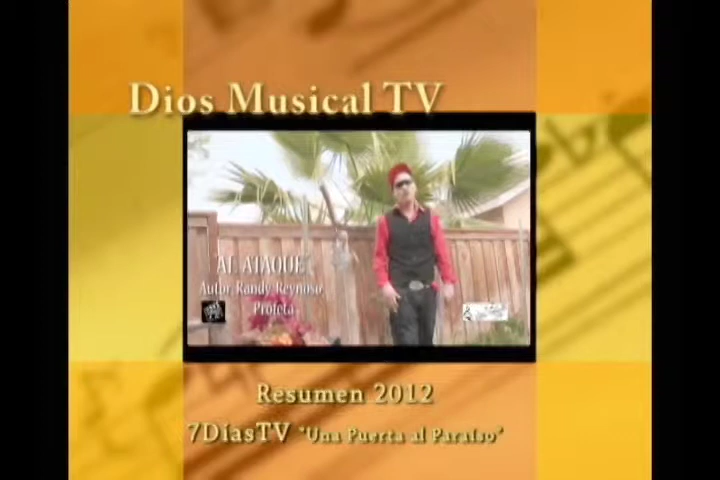 Dios Musical TV
AL ATAQUE
Autor Randy Reynoso
Profeta
Resumen 2012
7DíasTV "Una Puerta al Paraíso"